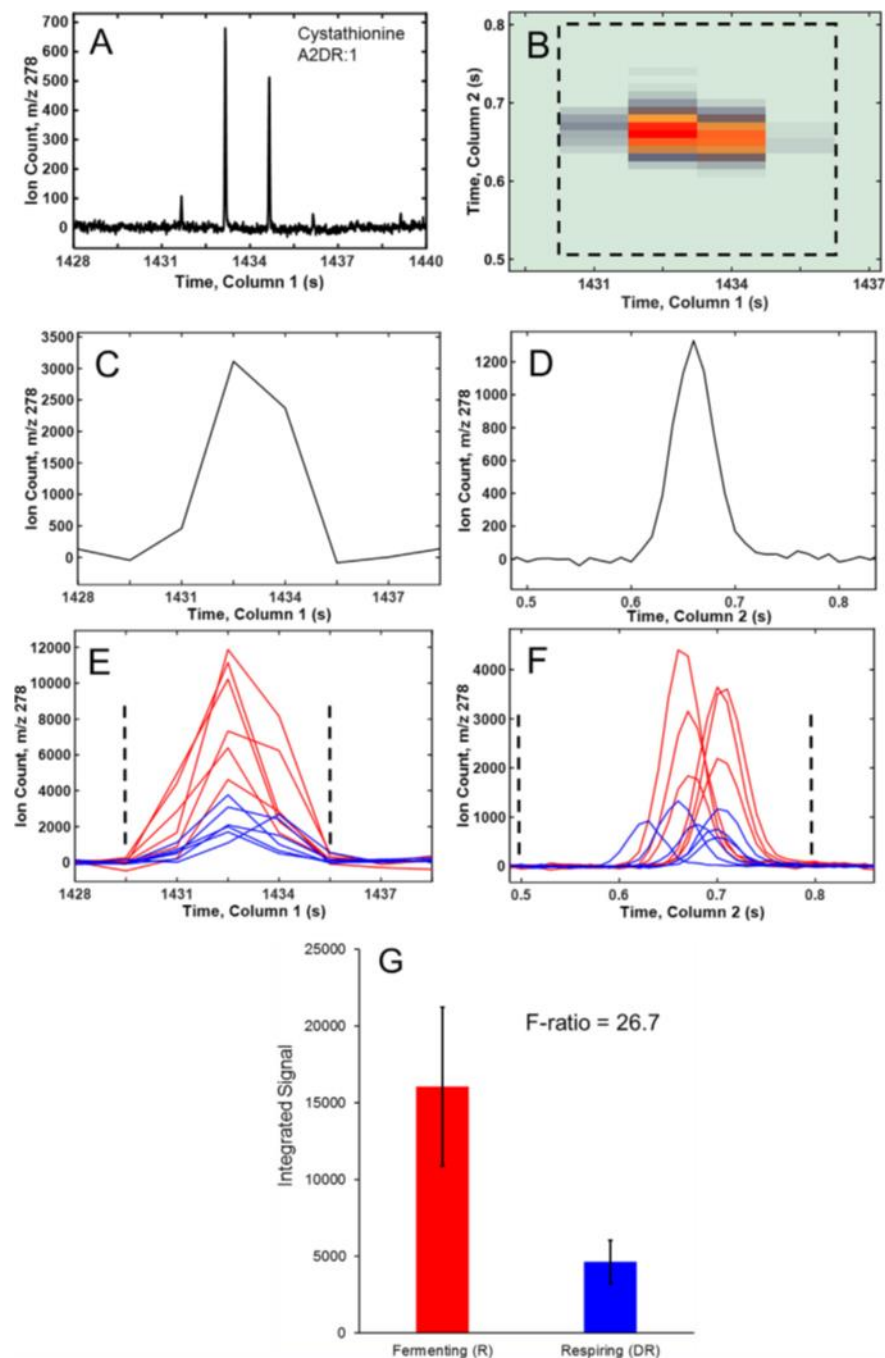 A
Cystathionine
A2DR:1
700
600
500
400
300
200
100
0
Ion Count, m/z 278
1428
1431
1434
1437
1440
Time, Column 1 (s)
B
0.8
0.7
0.6
0.5
Time, Column 2 (s)
1431
1434
1437
Time, Column 1 (s)
C
3500
3000
2500
2000
1500
1000
500
0
Ion Count, m/z 278
1428
1431
1434
1437
Time, Column 1 (s)
D
1200
1000
800
600
400
200
0
Ion Count, m/z 278
0.5
0.6
0.7
0.8
Time, Column 2 (s)
E
12000
10000
8000
6000
4000
2000
0
Ion Count, m/z 278
1428
1431
1434
1437
Time, Column 1 (s)
F
4000
3000
2000
1000
0
Ion Count, m/z 278
0.5
0.6
0.7
0.8
Time, Column 2 (s)
G
F-ratio = 26.7
25000
20000
15000
10000
5000
0
Integrated Signal
Fermenting (R)
Respiring (DR)